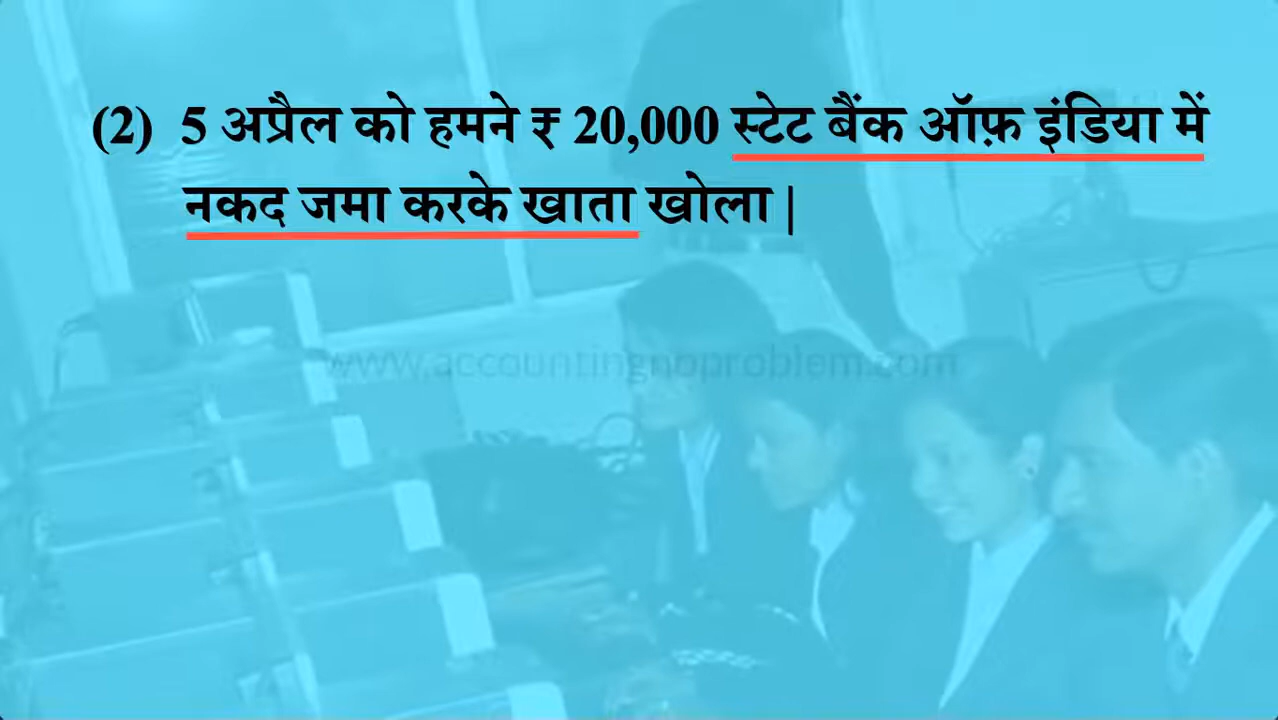 (2) 5 अप्रैल को हमने ₹ 20,000 स्टेट बैंक ऑफ़ इंडिया में
नकद जमा करके खाता खोला |
www.accountingnoproblem.com